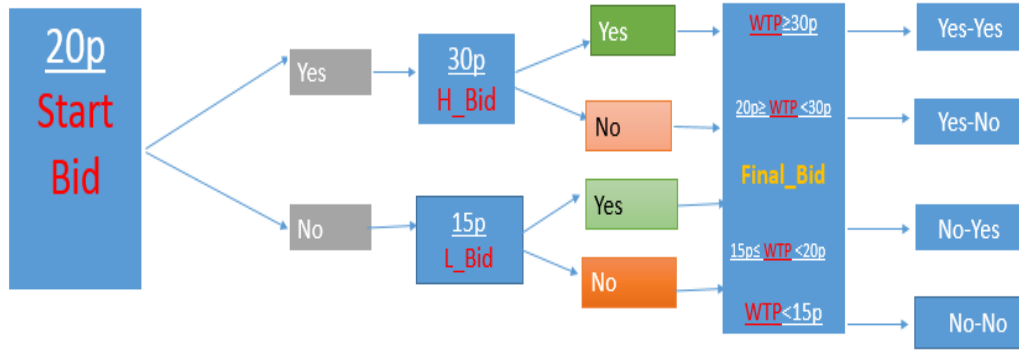 20p
Start
Bid
Yes
No
30p
H_Bid
15p
L_Bid
Yes
No
Yes
No
WTP≥30p
20p≥ WTP <30p
Final_Bid
15p≤ WTP <20p
WTP<15p
Yes-Yes
Yes-No
No-Yes
No-No